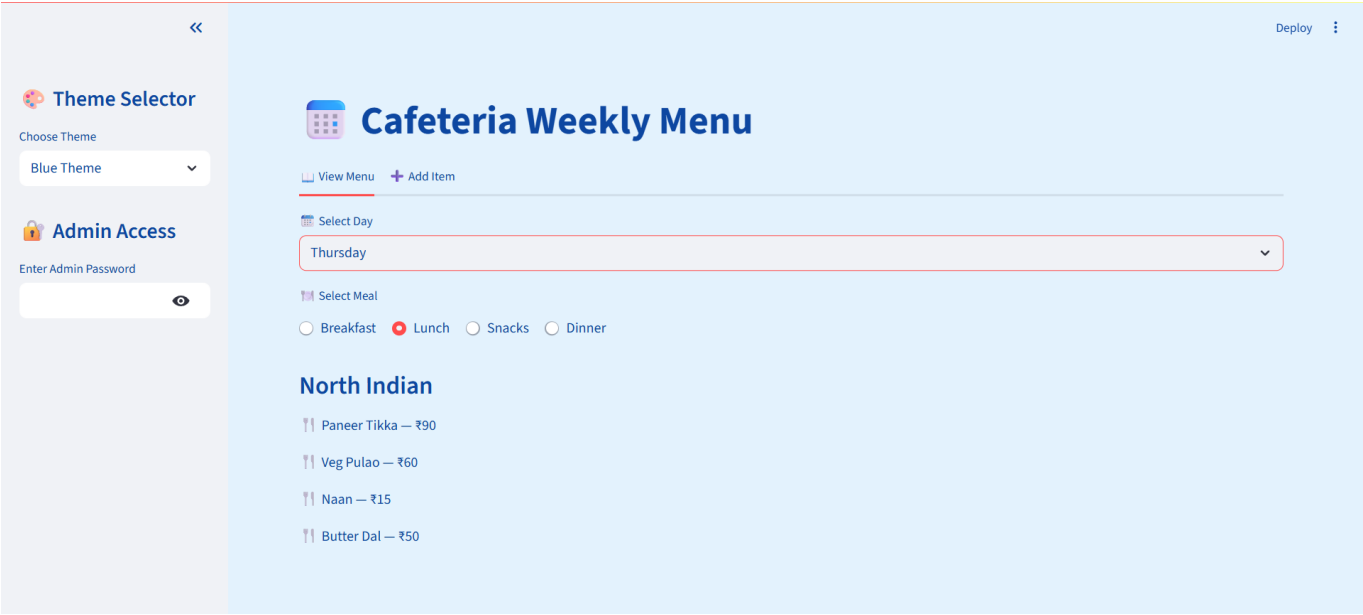 Deploy
Theme Selector
Choose Theme
Blue Theme
Admin Access
Enter Admin Password
Cafeteria Weekly Menu
View Menu Add Item
Select Day
Thursday
Select Meal
Breakfast Lunch Snacks Dinner
North Indian
Paneer Tikka — ₹90
Veg Pulao — ₹60
Naan — ₹15
Butter Dal — ₹50